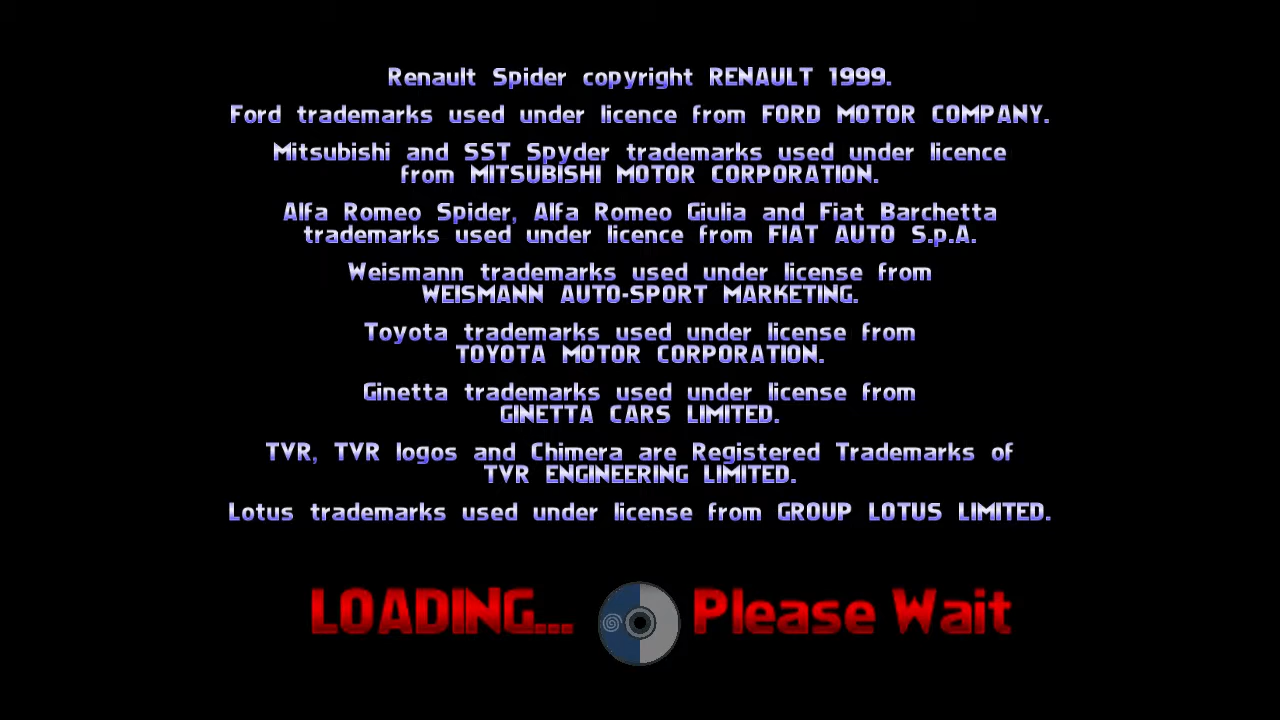 Renault Spider copyright RENAULT 1999.
Ford trademarks used under licence from FORD MOTOR COMPANY.
Mitsubishi and SST Spyder trademarks used under licence
from MITSUBISHI MOTOR CORPORATION.
Alfa Romeo Spider, Alfa Romeo Giulia and Fiat Barchetta
trademarks used under licence from FIAT AUTO S.p.A.
Weismann trademarks used under license from
WEISMANN AUTO-SPORT MARKETING.
Toyota trademarks used under license from
TOYOTA MOTOR CORPORATION.
Ginetta trademarks used under license from
GINETTA CARS LIMITED.
TVR, TVR logos and Chimera are Registered Trademarks of
TVR ENGINEERING LIMITED.
Lotus trademarks used under license from GROUP LOTUS LIMITED.
LOADING... Please Wait